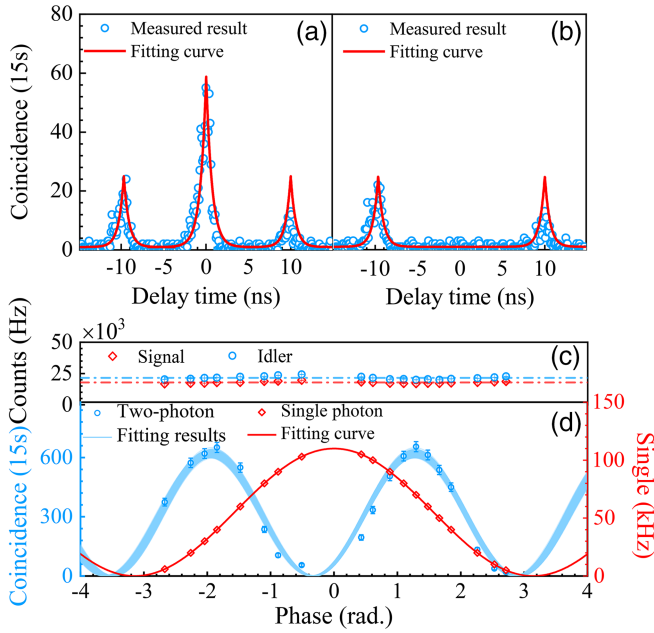 80
60
40
20
0
Coincidence (15s)
Measured result
Fitting curve
(a)
Measured result
Fitting curve
(b)
-10 -5 0 5 10
-15 -10 -5 0 5 10
Delay time (ns)
Delay time (ns)
×10³
50
25
0
Counts (Hz)
Signal
Idler
(c)
Two-photon
Single photon
(d)
Fitting results
Fitting curve
600
300
0
Coincidence (15s)
150
100
50
0
Single (kHz)
-4 -3 -2 -1 0 1 2 3 4
Phase (rad.)